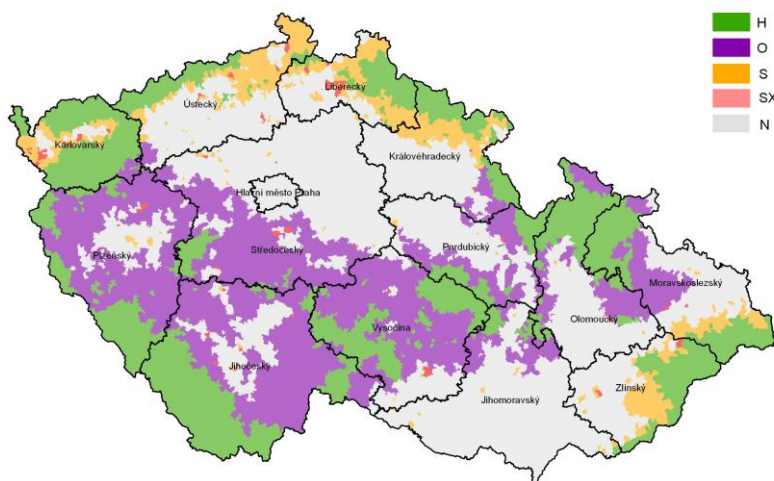 H
O
S
SX
N
Liberecký
Ústecký
Karlovarský
Královéhradecký
Hlavní město Praha
Středočeský
Pardubický
Plzeňský
Moravskoslezský
Olomoucký
Vysočina
Jihočeský
Zlínský
Jihomoravský